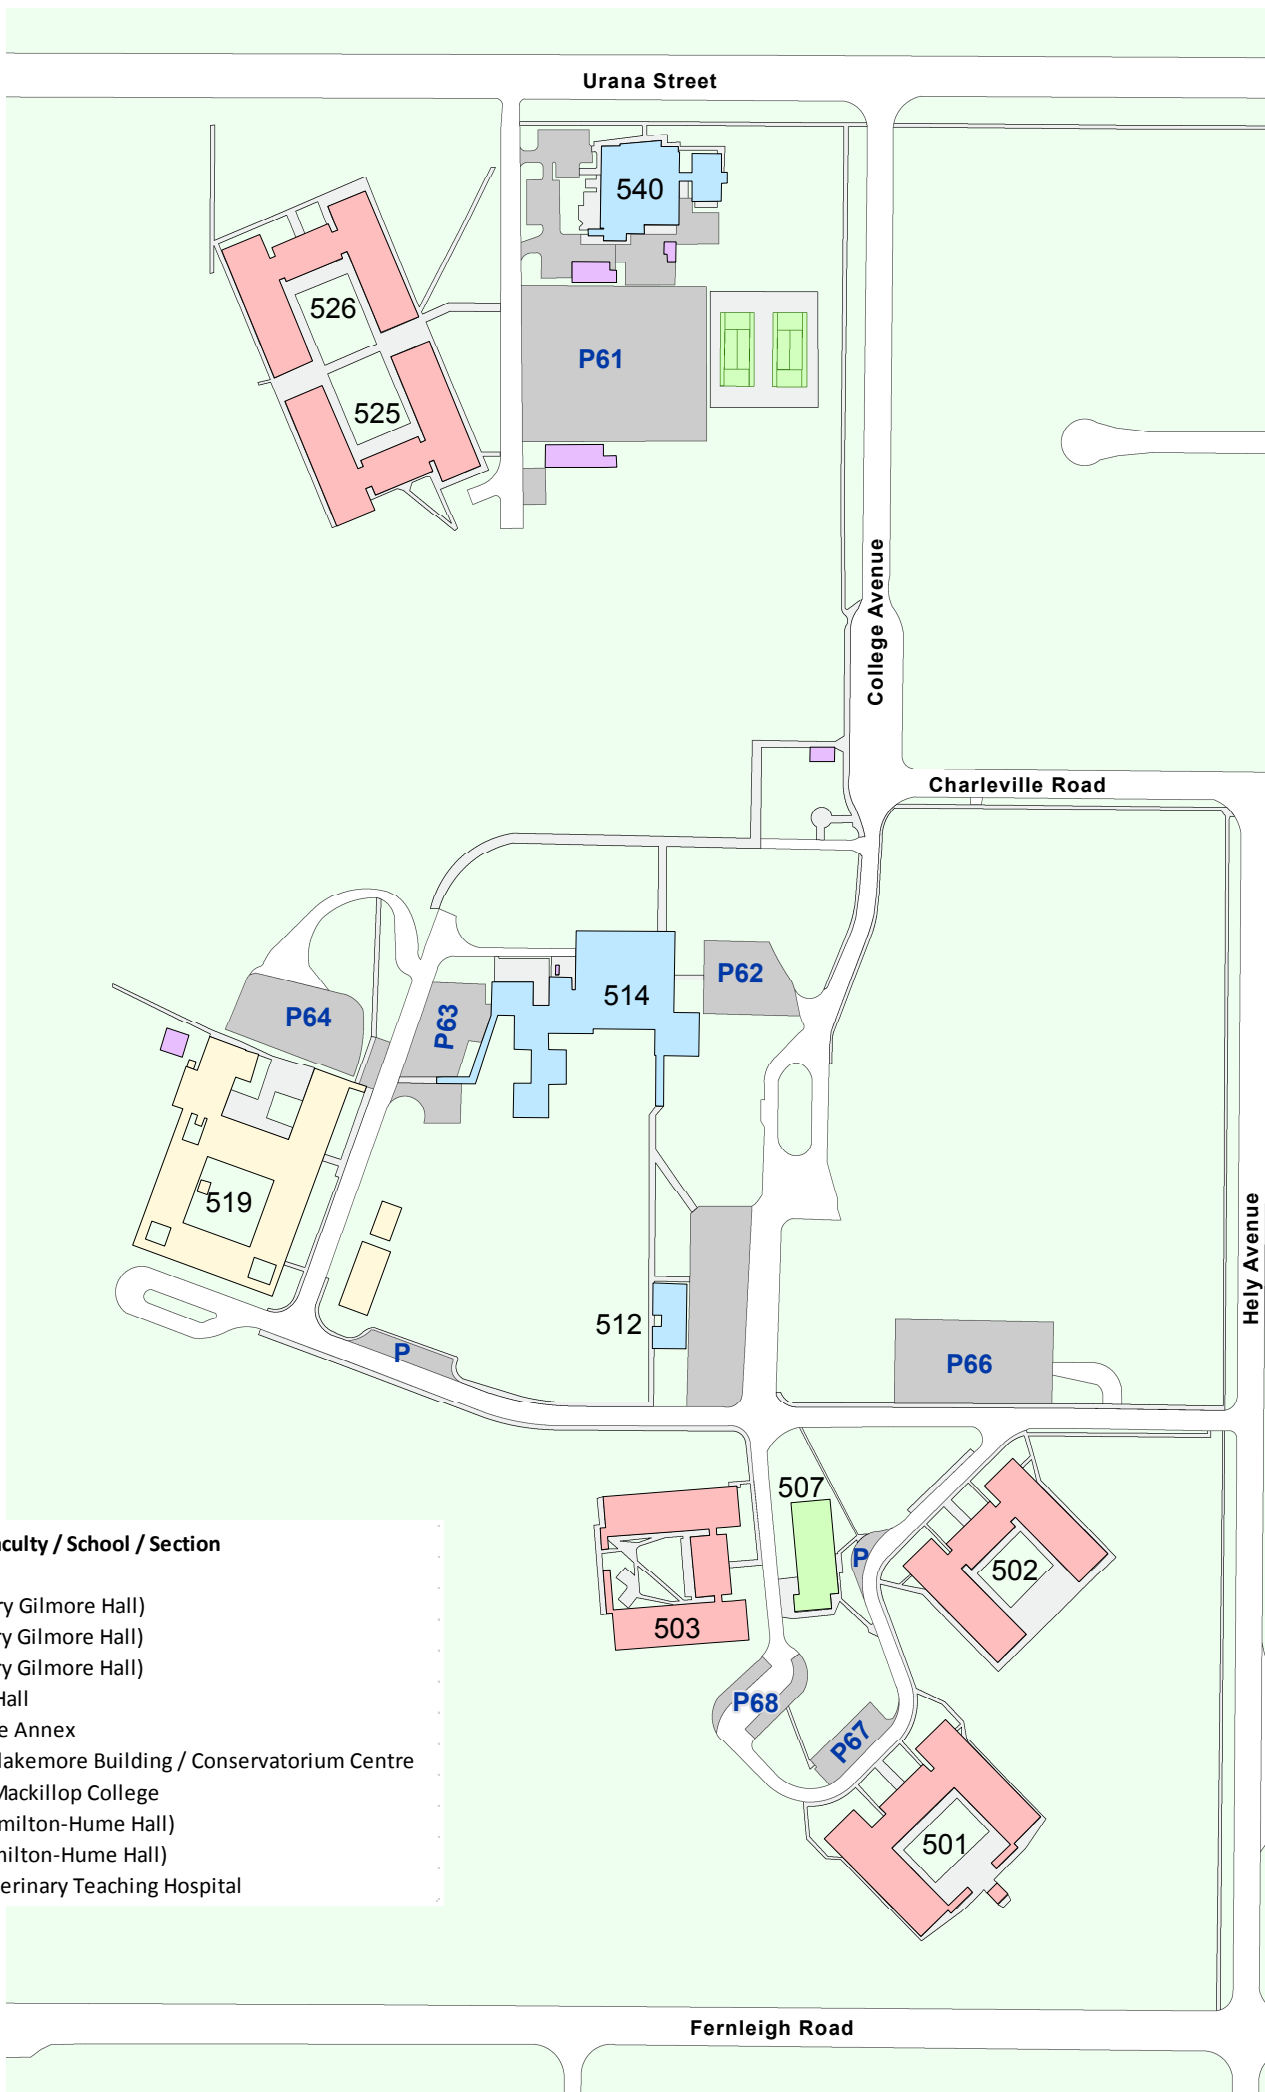 Urana Street
540
526
P61
525
College Avenue
Charleville Road
P62
514
P64
P63
519
Hely Avenue
512
P
P66
507
P
502
503
P68
P67
501
culty / School / Section
ry Gilmore Hall)
ry Gilmore Hall)
ry Gilmore Hall)
Hall
e Annex
lakemore Building / Conservatorium Centre
Mackillop College
milton-Hume Hall)
nilton-Hume Hall)
erinary Teaching Hospital
Fernleigh Road